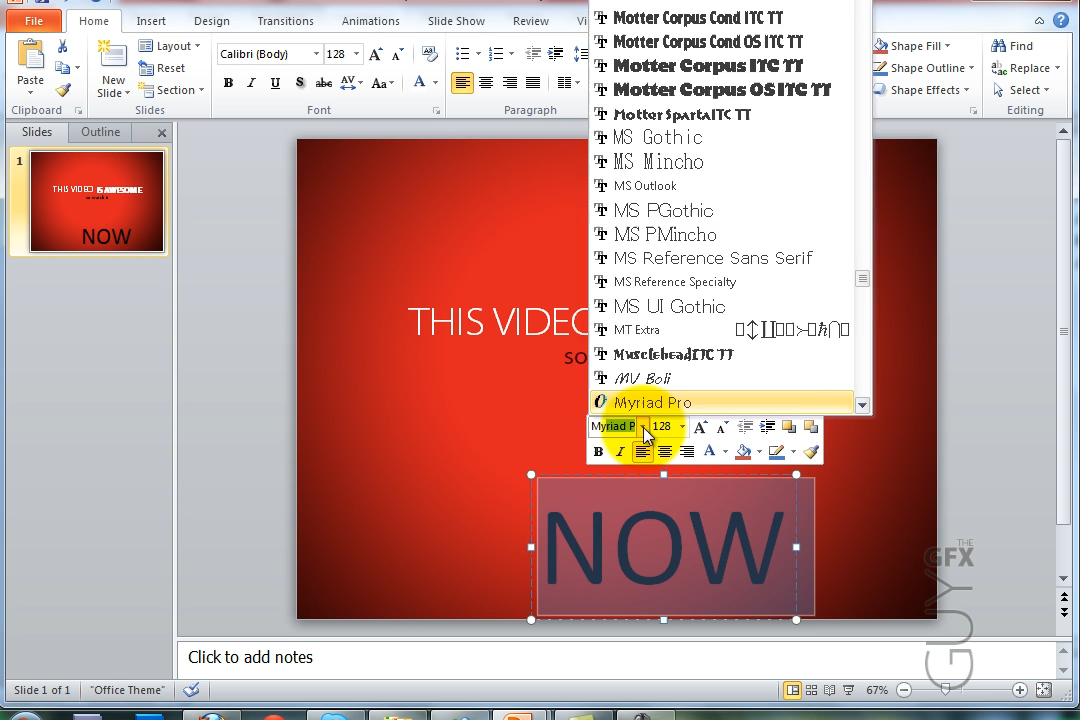 File Home Insert Design Transitions Animations Slide Show Review
Calibri (Body) 128
Paste
New
Slide
Layout
Reset
Section
B I U S abc AV Aa A
Shape Fill
Shape Outline
Shape Effects
Find
Replace
Select
Clipboard Slides Font Paragraph Editing
Slides Outline
1
THIS VIDEO IS AWESOME
NOW
Motter Corpus Cond ITC TT
Motter Corpus Cond OS ITC TT
Motter Corpus ITC TT
Motter Corpus OS ITC TT
Motter Sparta ITC TT
MS Gothic
MS Mincho
MS Outlook
MS PGothic
MS PMincho
MS Reference Sans Serif
MS Reference Specialty
MS UI Gothic
MT Extra
Musclehead ITC TT
MV Boli
Myriad Pro
Myriad P 128
B I A
THIS VIDEO
SO
NOW
THE
GFX
GUY
Click to add notes
Slide 1 of 1 "Office Theme" 67%